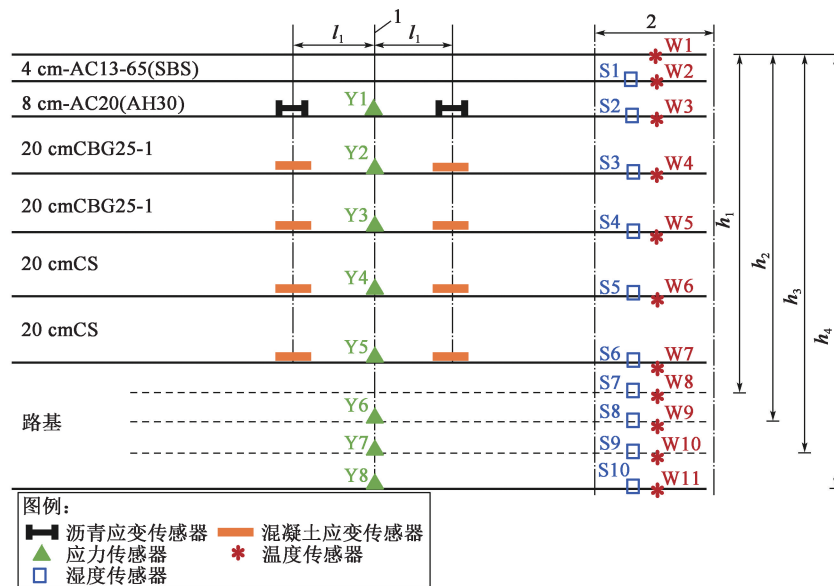 1
l₁ l₁
2
W1
4 cm-AC13-65(SBS)
S1 W2
8 cm-AC20(AH30)
Y1
S2 W3
20 cmCBG25-1
Y2
S3 W4
20 cmCBG25-1
Y3
S4 W5
20 cmCS
Y4
S5 W6
20 cmCS
Y5
S6 W7
S7 W8
路基
Y6
S8 W9
Y7
S9 W10
Y8
S10 W11
h₁
h₂
h₃
h₄
图例：
沥青应变传感器 混凝土应变传感器
应力传感器 温度传感器
湿度传感器